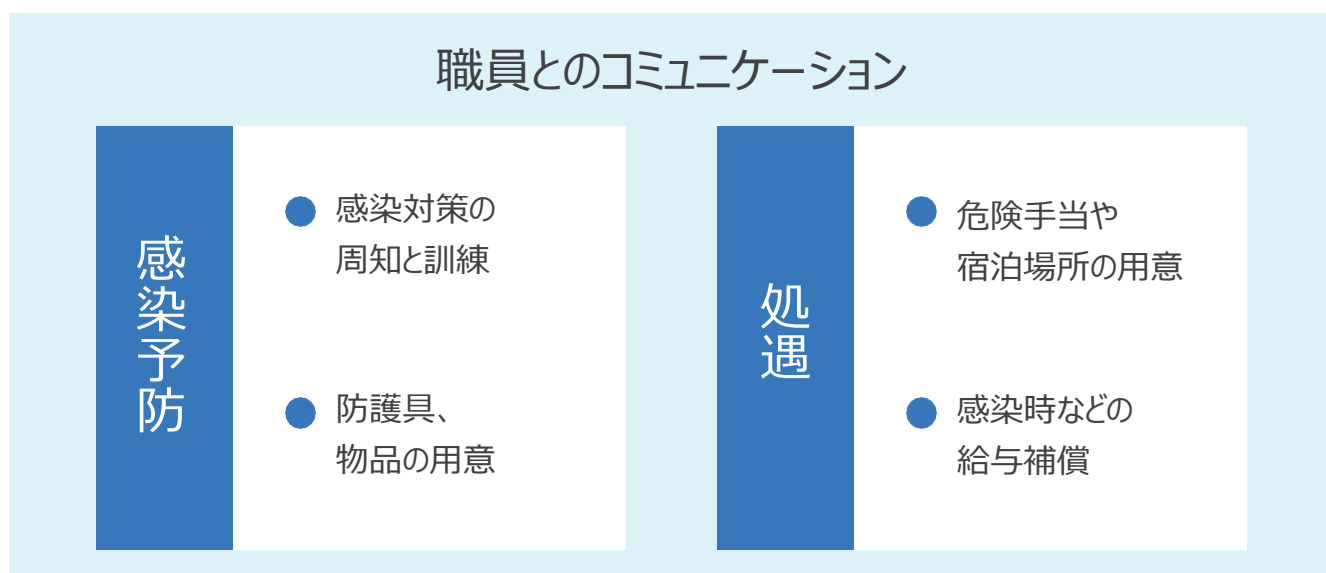 職員とのコミュニケーション
感染予防
感染対策の
周知と訓練
防護具、
物品の用意
処遇
危険手当や
宿泊場所の用意
感染時などの
給与補償